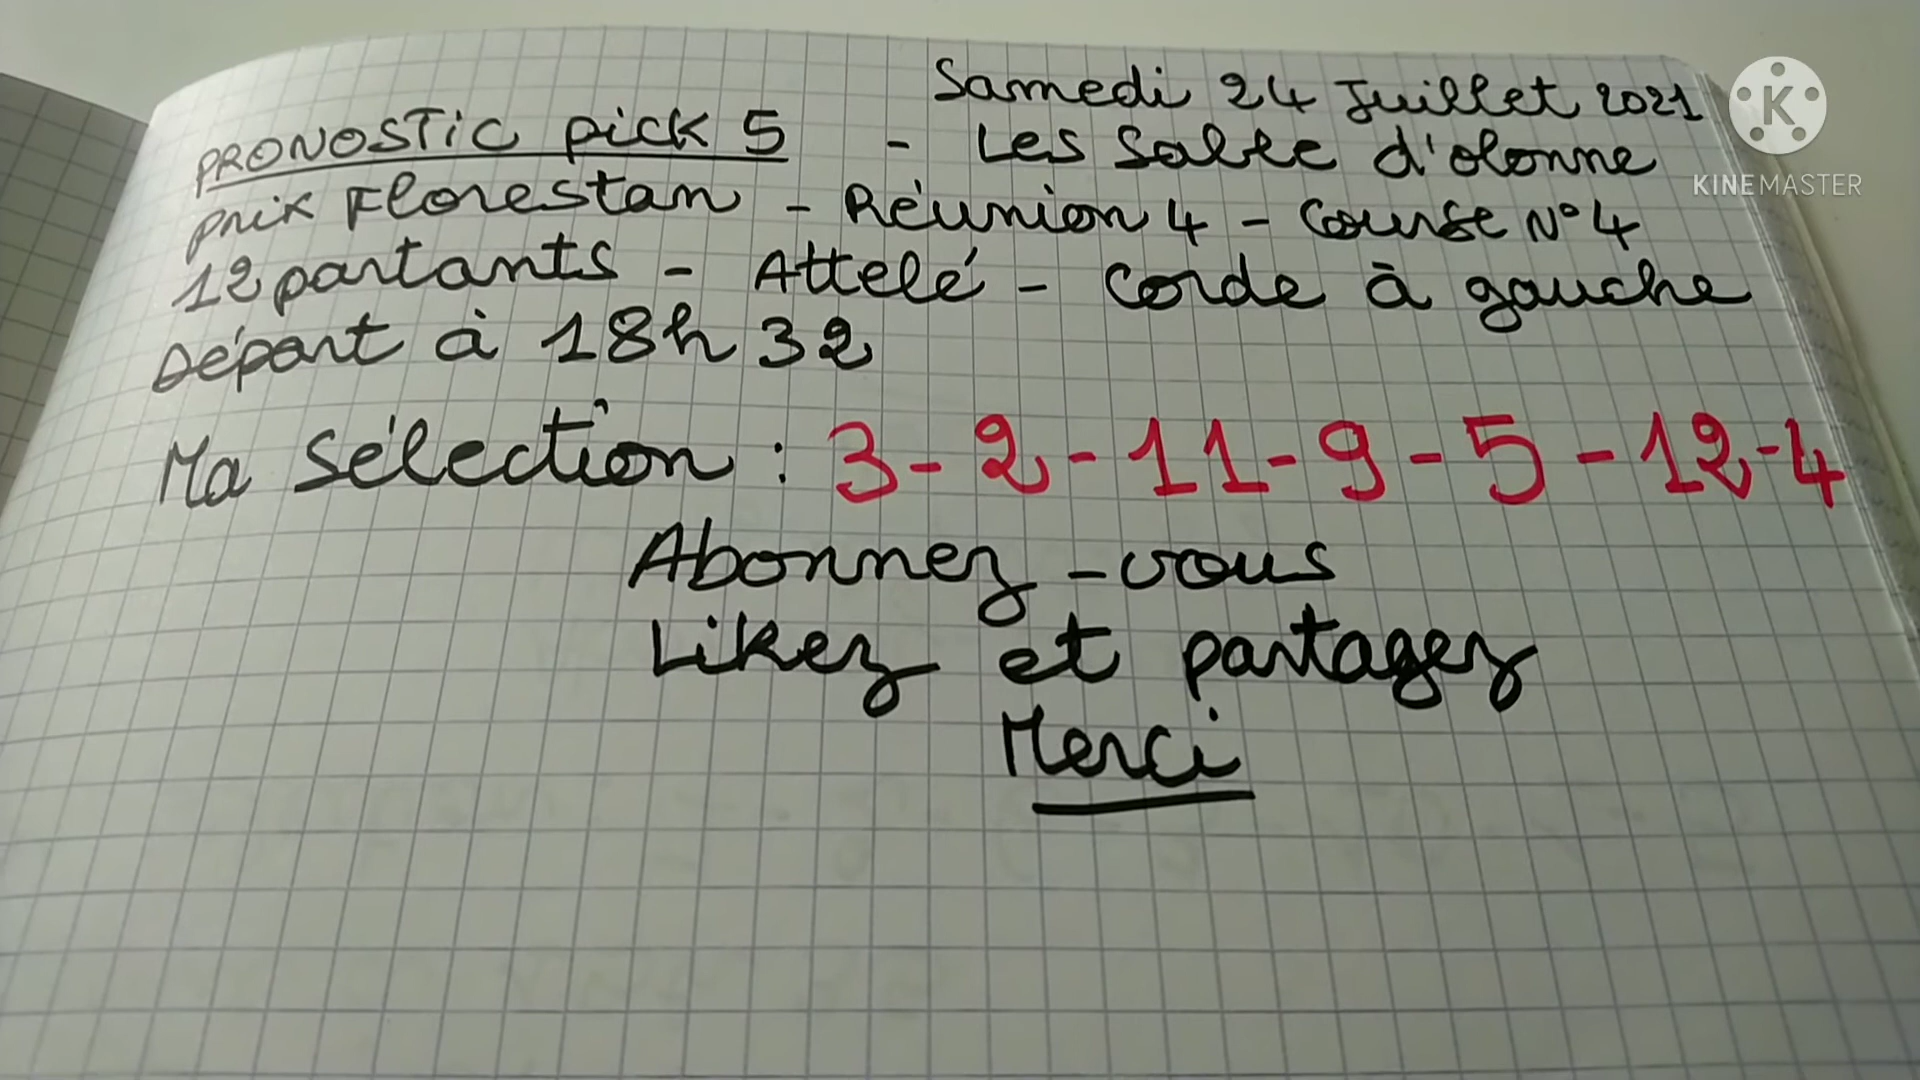 Samedi 24 Juillet 2021
PRONOSTIC pick 5 - Les Sable d'olonne
prix Florestan - Réunion 4 - Course N° 4
12 partants - Attelé - Corde à gauche
Départ à 18h32
Ma Sélection : 3 - 2 - 11 - 9 - 5 - 12 - 4
Abonnez-vous
Likez et partagez
Merci
K
KINEMASTER